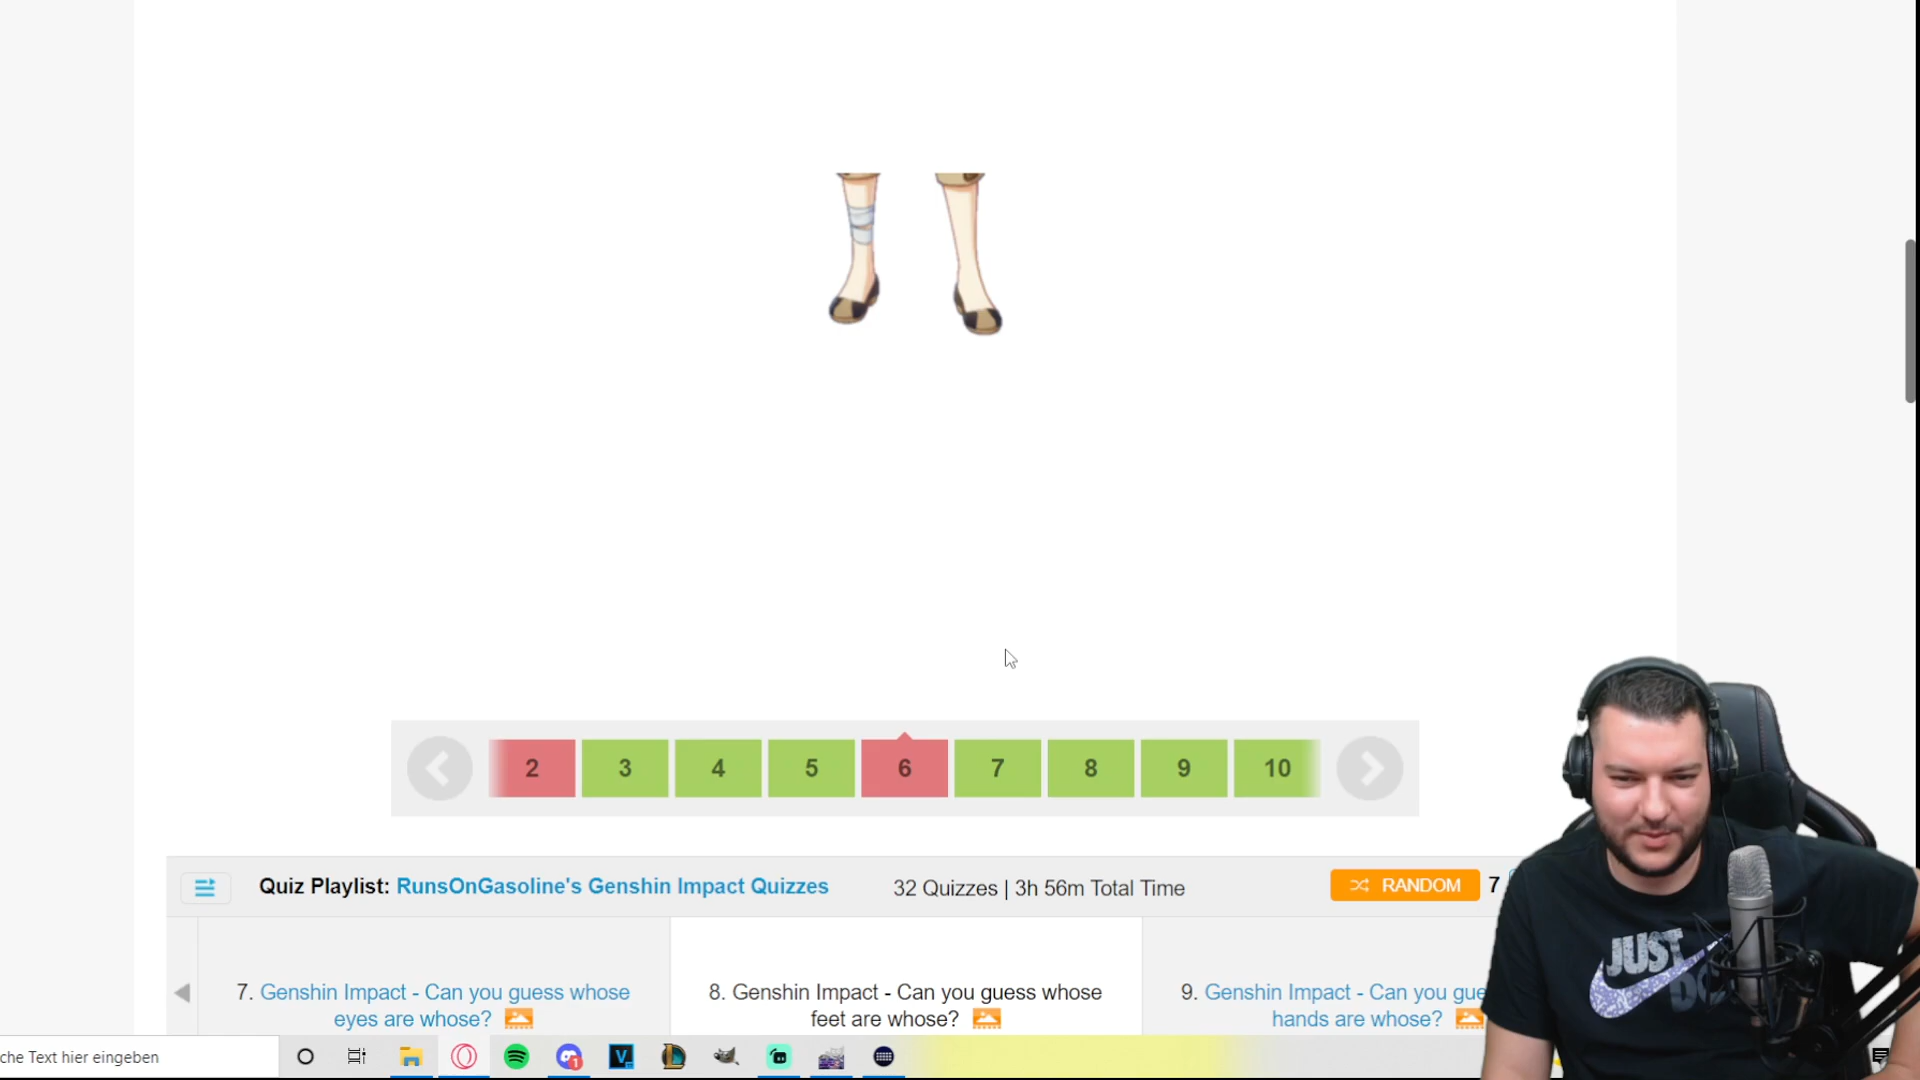 2 3 4 5 6 7 8 9 10
Quiz Playlist: RunsOnGasoline's Genshin Impact Quizzes 32 Quizzes | 3h 56m Total Time RANDOM 7
7. Genshin Impact - Can you guess whose
eyes are whose?
8. Genshin Impact - Can you guess whose
feet are whose?
9. Genshin Impact - Can you gue
hands are whose?
JUST
che Text hier eingeben
1
V